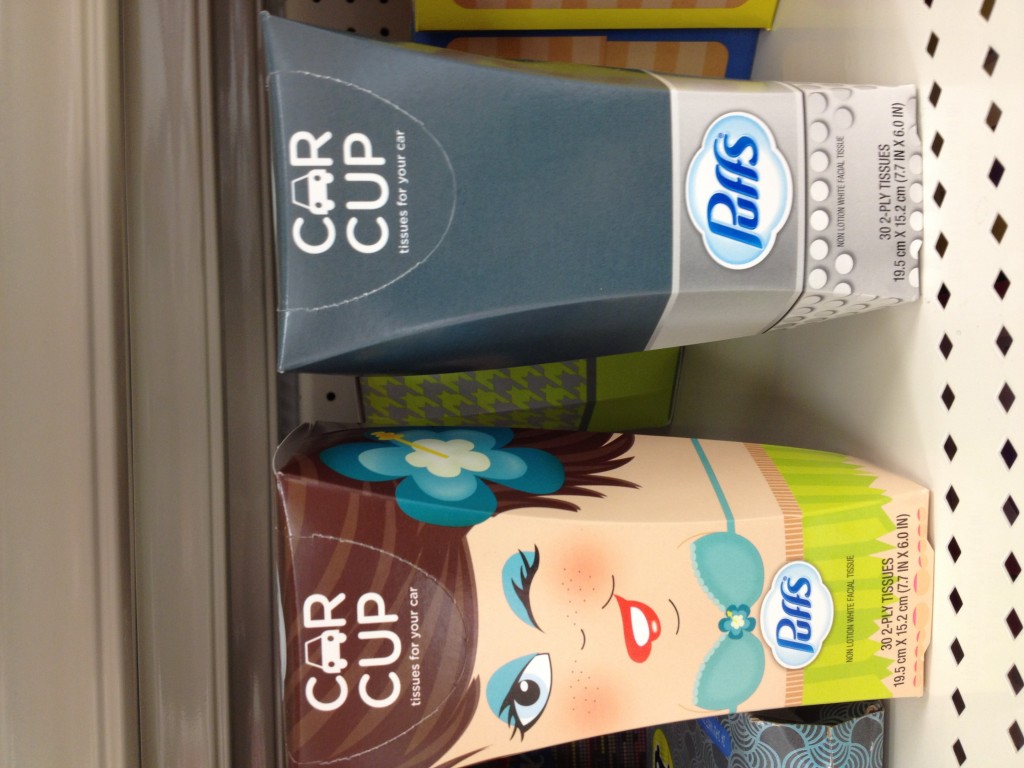 CAR
CUP
tissues for your car
Puffs
NON LOTION WHITE FACIAL TISSUE
30 2-PLY TISSUES
19.5 cm X 15.2 cm (7.7 IN X 6.0 IN)
CAR
CUP
tissues for your car
Puffs
NON LOTION WHITE FACIAL TISSUE
30 2-PLY TISSUES
19.5 cm X 15.2 cm (7.7 IN X 6.0 IN)